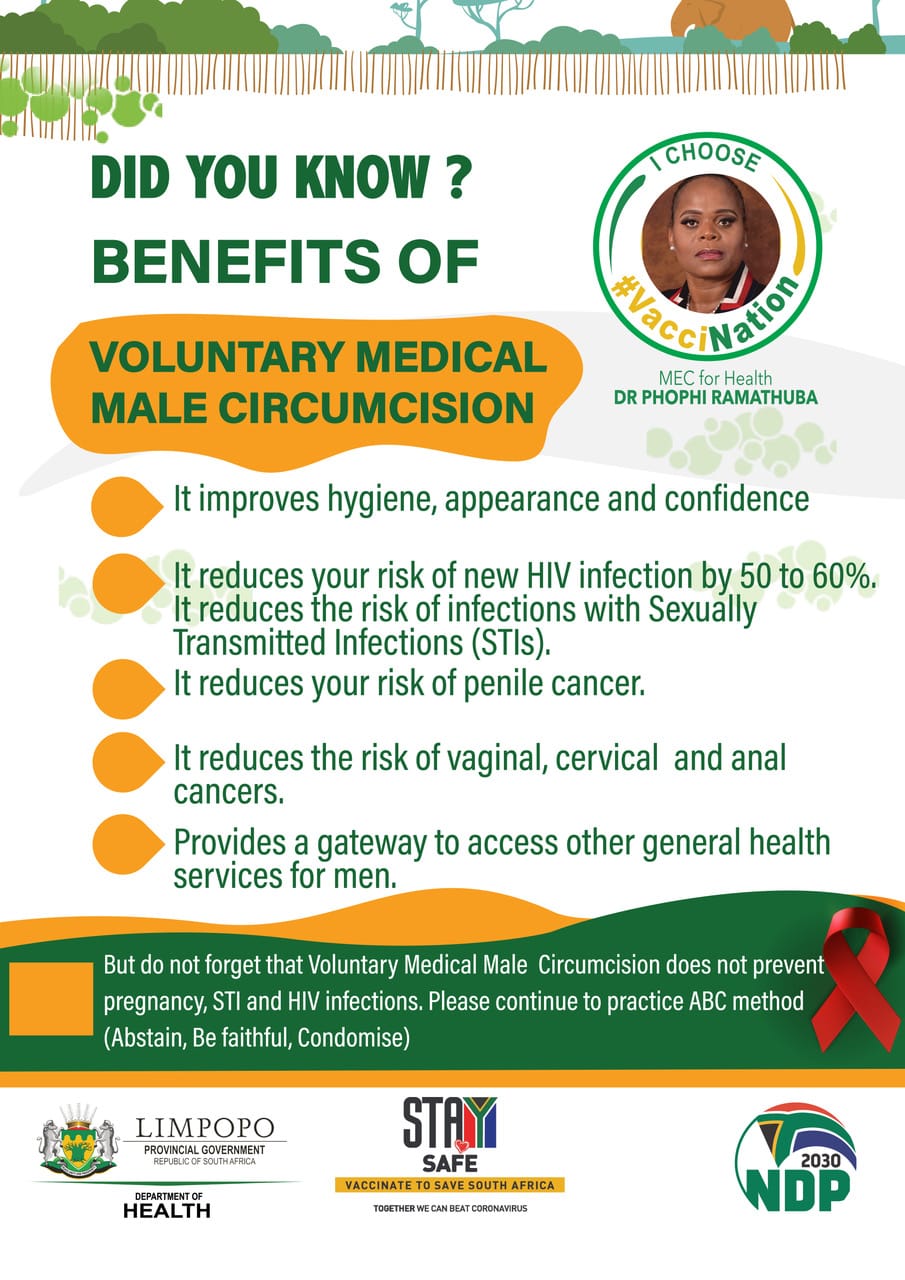 DID YOU KNOW ?
BENEFITS OF
I CHOOSE
#VacciNation
MEC for Health
DR PHOPHI RAMATHUBA
VOLUNTARY MEDICAL
MALE CIRCUMCISION
It improves hygiene, appearance and confidence
It reduces your risk of new HIV infection by 50 to 60%.
It reduces the risk of infections with Sexually
Transmitted Infections (STIs).
It reduces your risk of penile cancer.
It reduces the risk of vaginal, cervical and anal
cancers.
Provides a gateway to access other general health
services for men.
But do not forget that Voluntary Medical Male Circumcision does not prevent
pregnancy, STI and HIV infections. Please continue to practice ABC method
(Abstain, Be faithful, Condomise)
LIMPOPO
PROVINCIAL GOVERNMENT
REPUBLIC OF SOUTH AFRICA
DEPARTMENT OF
HEALTH
STAY
SAFE
VACCINATE TO SAVE SOUTH AFRICA
TOGETHER WE CAN BEAT CORONAVIRUS
2030
NDP